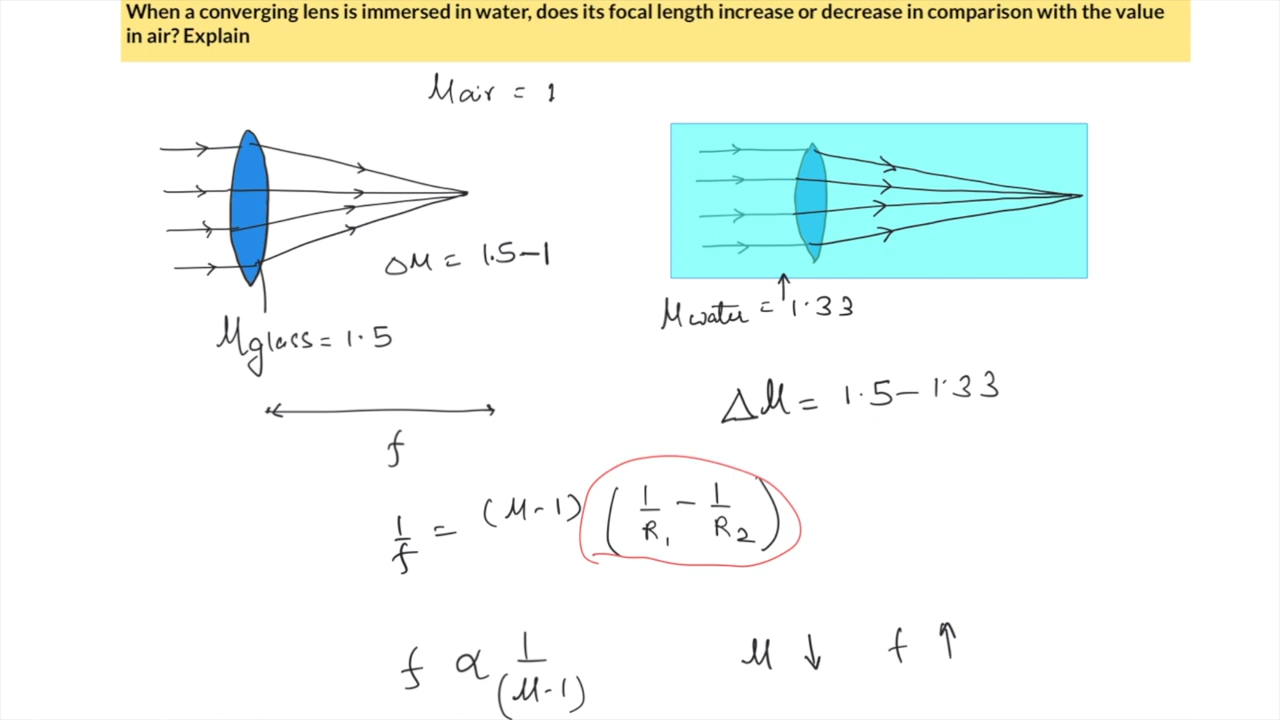 When a converging lens is immersed in water, does its focal length increase or decrease in comparison with the value
in air? Explain
μair = 1
Δμ = 1.5-1
μglass = 1.5
μwater = 1.33
Δμ = 1.5-1.33
f
1/f = (μ-1) (1/R1 - 1/R2)
f ∝ 1/(μ-1)
μ ↓ f ↑